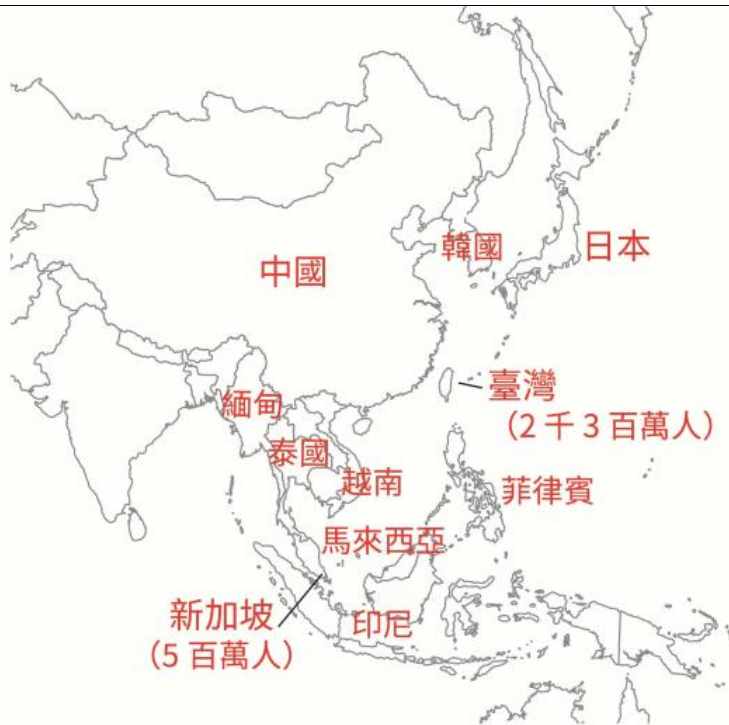 韓國
日本
中國
臺灣
（2 千 3 百萬人）
緬甸
泰國
越南
菲律賓
馬來西亞
新加坡
（5 百萬人）
印尼